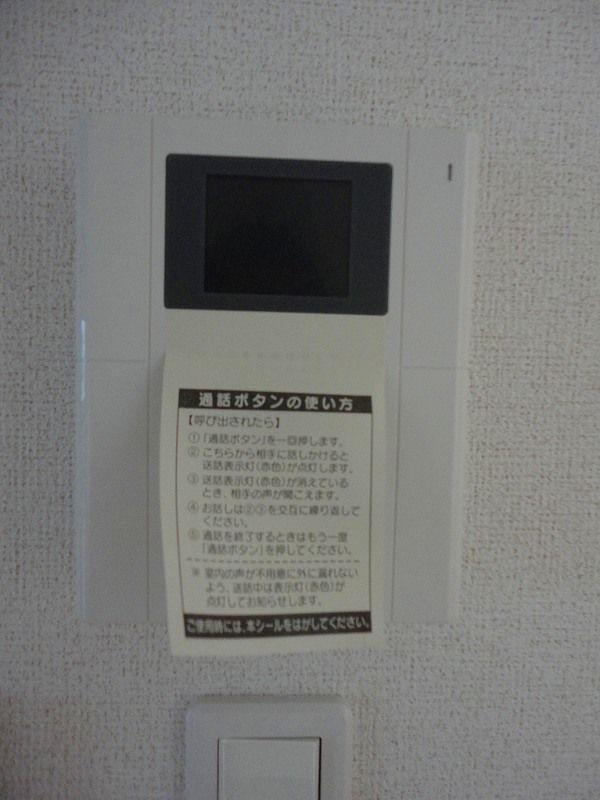 通話ボタンの使い方
【呼び出されたら】
①「通話ボタン」を一回押します。
② こちらから相手に話しかけると
送話表示灯(赤色)が点灯します。
③ 送話表示灯(赤色)が消えている
とき、相手の声が聞こえます。
④ お話しは②③を交互に繰り返して
ください。
⑤ 通話を終了するときはもう一度
「通話ボタン」を押してください。
※ 室内の声が不用意に外に漏れない
よう、送話中は表示灯(赤色)が
点灯してお知らせします。
ご使用時には、本シールをはがしてください。